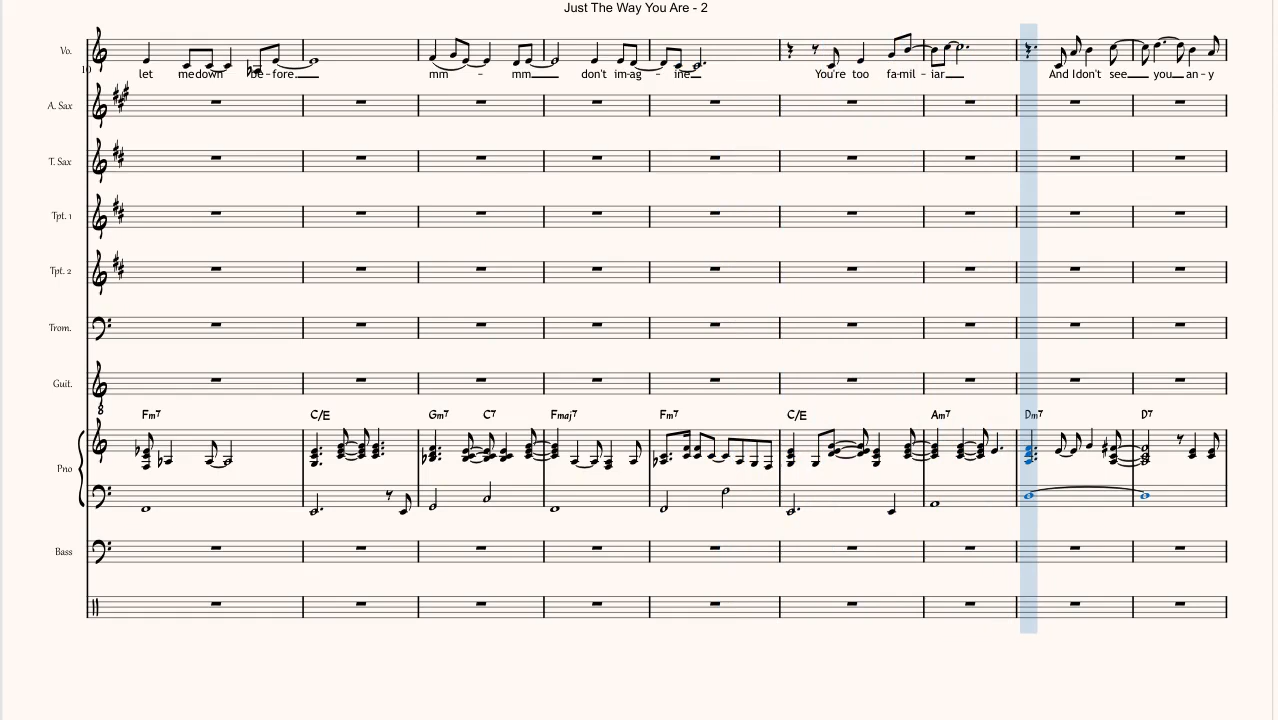 Just The Way You Are - 2
Vo.
10
let me down be - fore. mm - mm don't im-ag - ine You're too fa-mil - iar And I don't see you an - y
A. Sax
T. Sax
Tpt. 1
Tpt. 2
Trom.
Guit.
8
Fm7 C/E Gm7 C7 Fmaj7 Fm7 C/E Am7 Dm7 D7
Pno
Bass